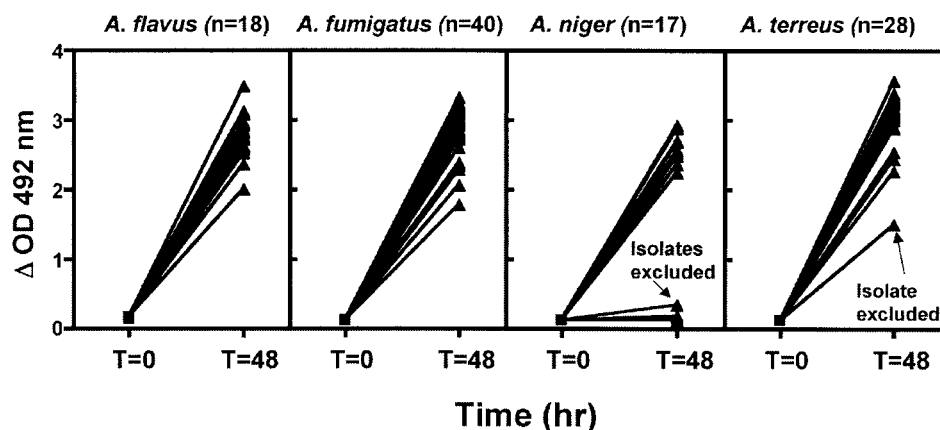 A. flavus (n=18) A. fumigatus (n=40) A. niger (n=17) A. terreus (n=28)
4
3
2
1
0
Δ OD 492 nm
Isolates
excluded
Isolate
excluded
T=0 T=48 T=0 T=48 T=0 T=48 T=0 T=48
Time (hr)